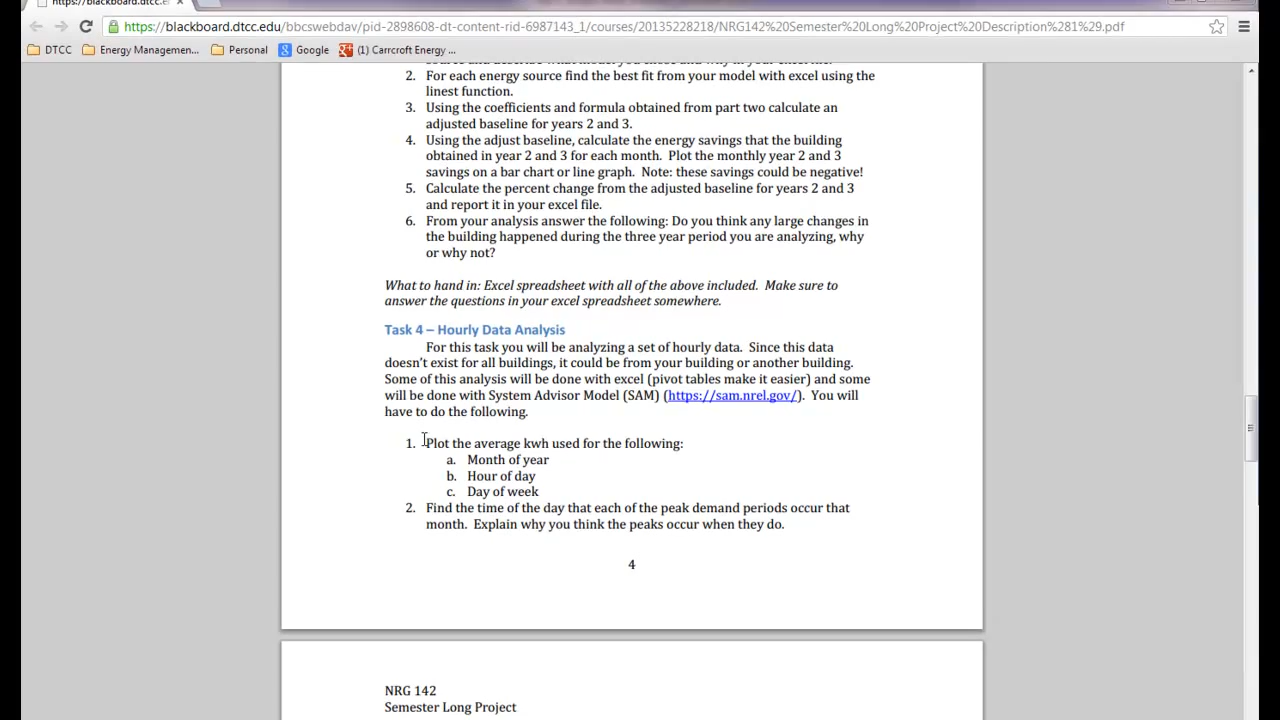 https://blackboard.dtcc.e
https://blackboard.dtcc.edu/bbcswebdav/pid-2898608-dt-content-rid-6987143_1/courses/20135228218/NRG142%20Semester%20Long%20Project%20Description%281%29.pdf
DTCC Energy Managemen... Personal Google (1) Carrcroft Energy ...
2. For each energy source find the best fit from your model with excel using the
linest function.
3. Using the coefficients and formula obtained from part two calculate an
adjusted baseline for years 2 and 3.
4. Using the adjust baseline, calculate the energy savings that the building
obtained in year 2 and 3 for each month.  Plot the monthly year 2 and 3
savings on a bar chart or line graph.  Note: these savings could be negative!
5. Calculate the percent change from the adjusted baseline for years 2 and 3
and report it in your excel file.
6. From your analysis answer the following: Do you think any large changes in
the building happened during the three year period you are analyzing, why
or why not?
What to hand in: Excel spreadsheet with all of the above included.  Make sure to
answer the questions in your excel spreadsheet somewhere.
Task 4 – Hourly Data Analysis
For this task you will be analyzing a set of hourly data.  Since this data
doesn't exist for all buildings, it could be from your building or another building.
Some of this analysis will be done with excel (pivot tables make it easier) and some
will be done with System Advisor Model (SAM) (https://sam.nrel.gov/).  You will
have to do the following.
1. Plot the average kwh used for the following:
a. Month of year
b. Hour of day
c. Day of week
2. Find the time of the day that each of the peak demand periods occur that
month.  Explain why you think the peaks occur when they do.
4
NRG 142
Semester Long Project